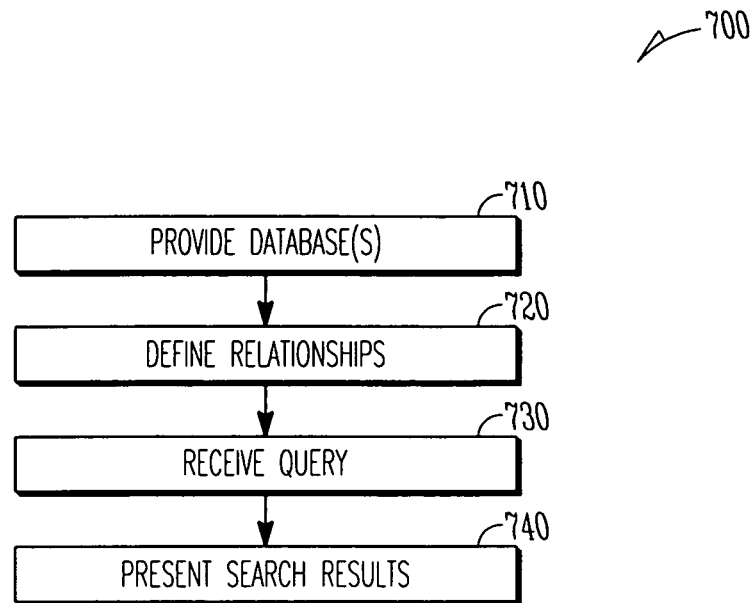 700
710
PROVIDE DATABASE(S)
720
DEFINE RELATIONSHIPS
730
RECEIVE QUERY
740
PRESENT SEARCH RESULTS